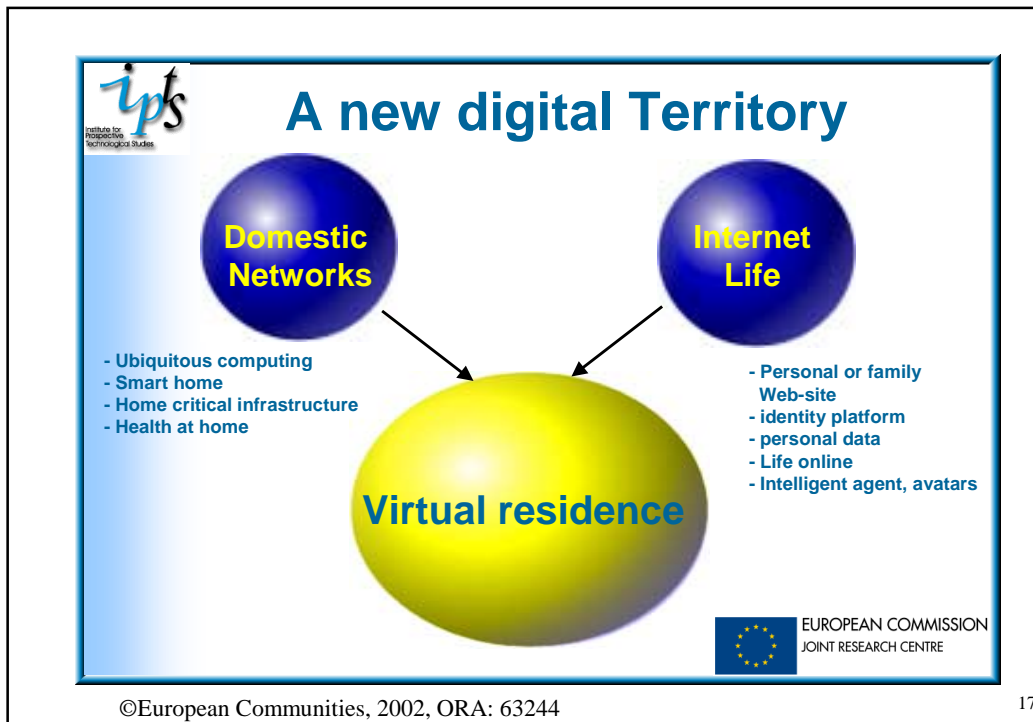 ipts
Institute for
Prospective
Technological Studies
A new digital Territory
Domestic
Networks
Internet
Life
- Ubiquitous computing
- Smart home
- Home critical infrastructure
- Health at home
- Personal or family
Web-site
- identity platform
- personal data
- Life online
- Intelligent agent, avatars
Virtual residence
EUROPEAN COMMISSION
JOINT RESEARCH CENTRE
©European Communities, 2002, ORA: 63244
17